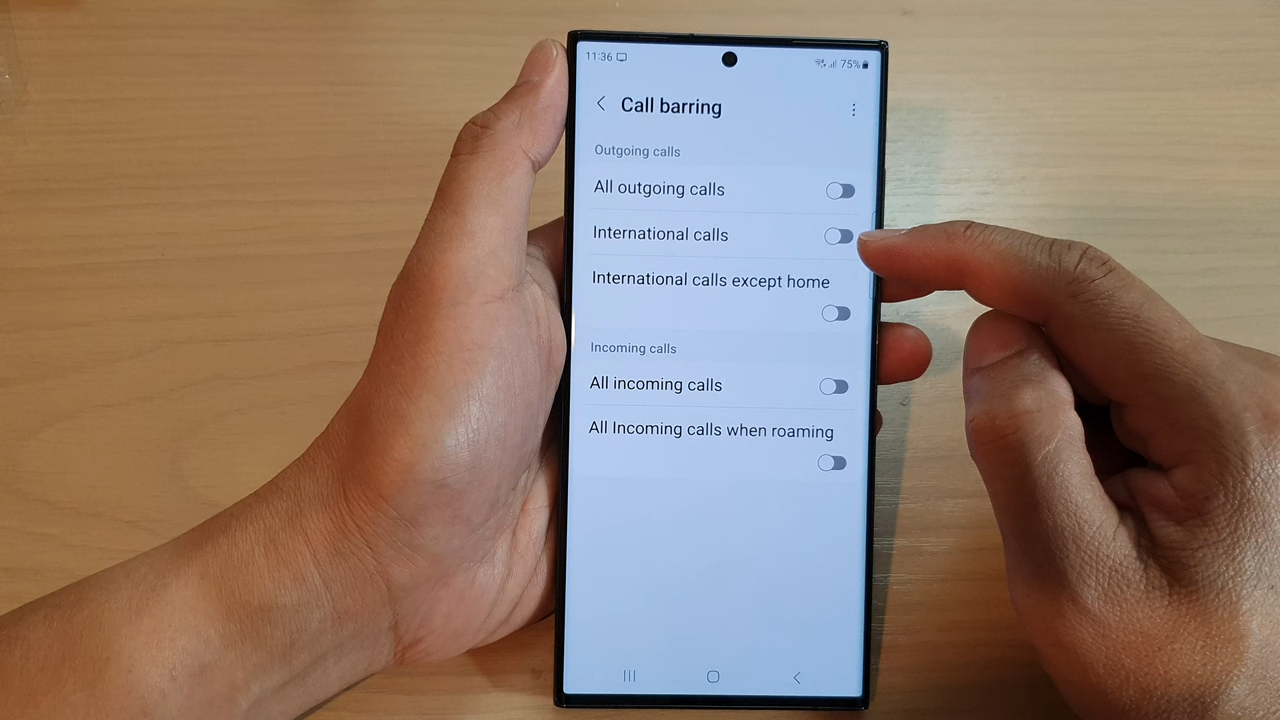 11:36
75%
Call barring
Outgoing calls
All outgoing calls
International calls
International calls except home
Incoming calls
All incoming calls
All Incoming calls when roaming